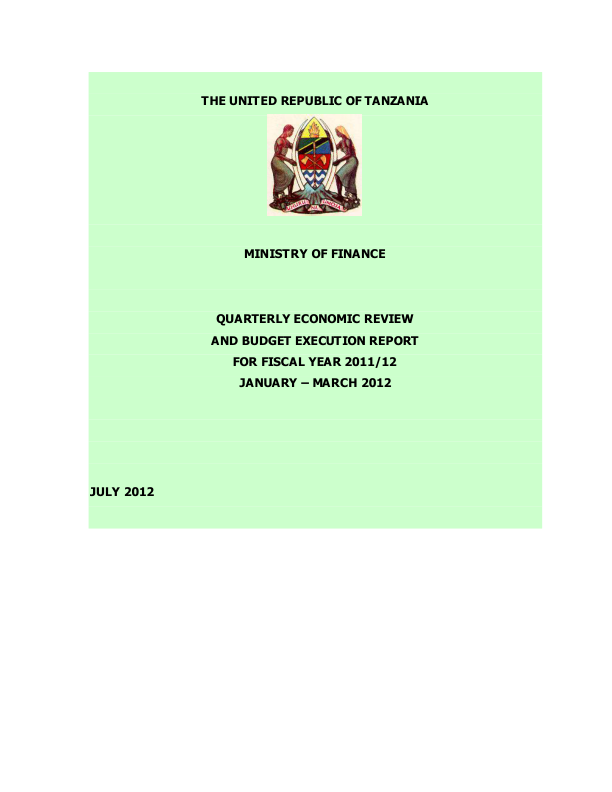 THE UNITED REPUBLIC OF TANZANIA
MINISTRY OF FINANCE
QUARTERLY ECONOMIC REVIEW
AND BUDGET EXECUTION REPORT
FOR FISCAL YEAR 2011/12
JANUARY – MARCH 2012
JULY 2012